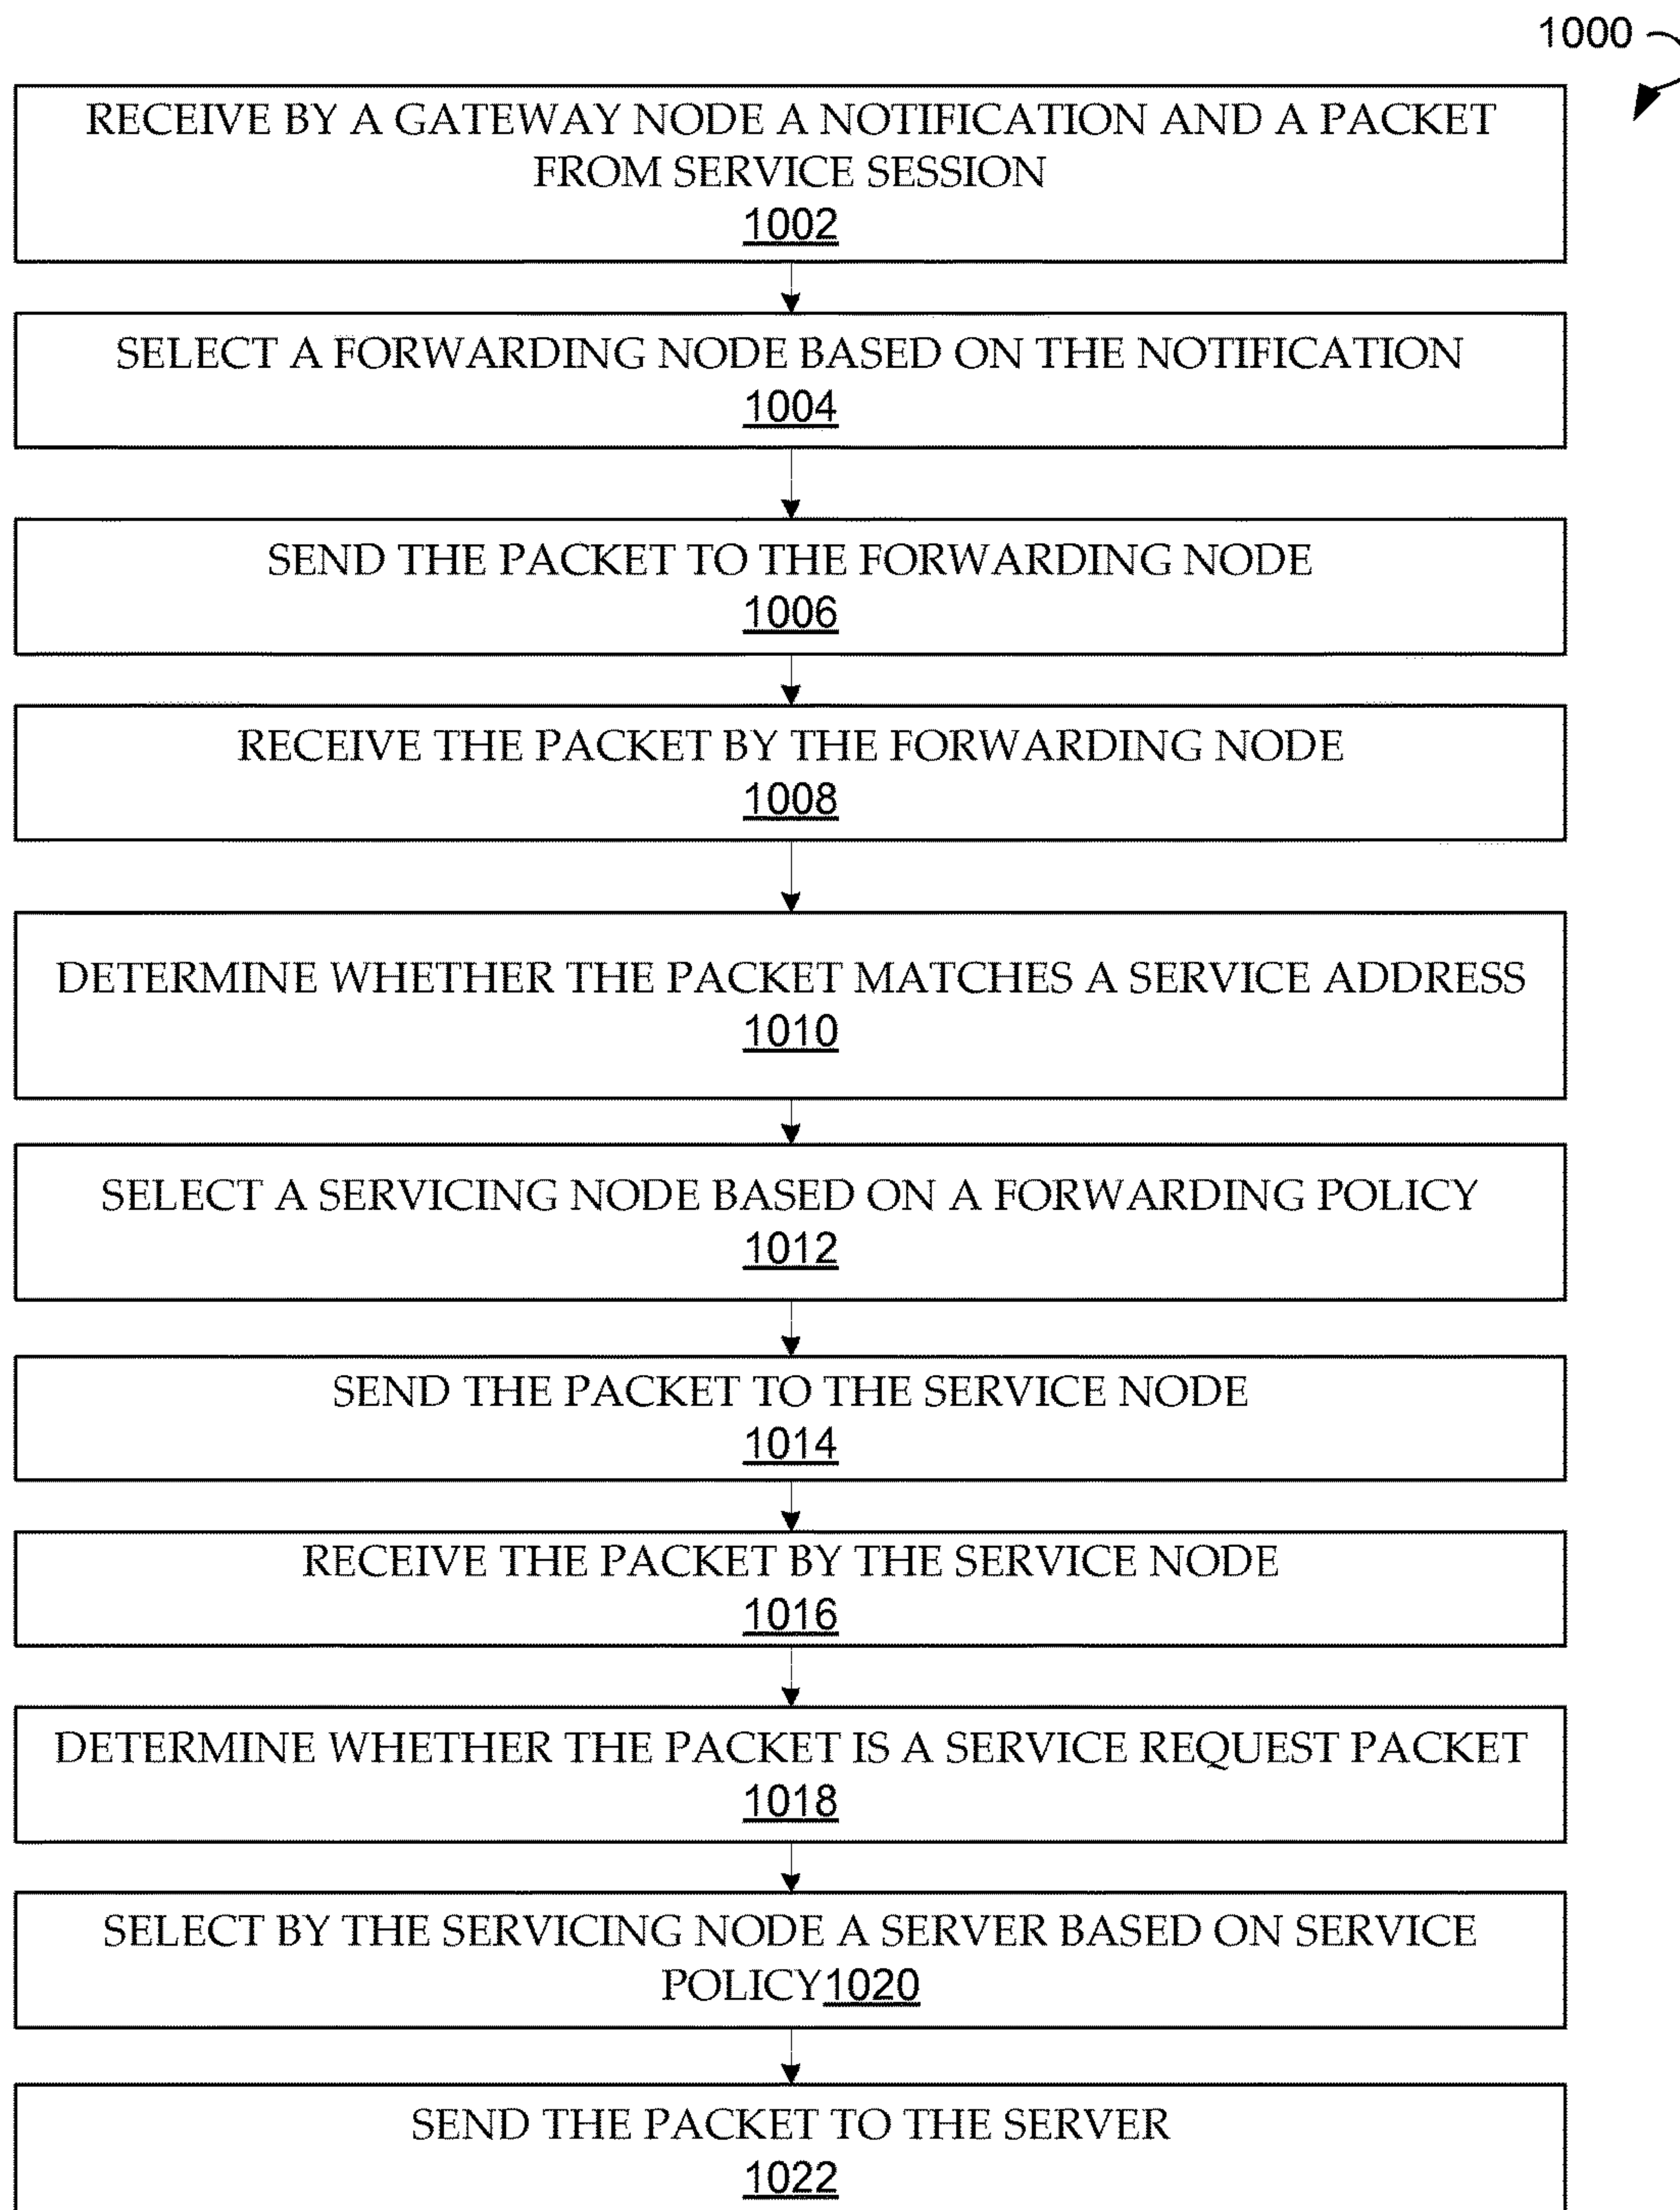 1000
RECEIVE BY A GATEWAY NODE A NOTIFICATION AND A PACKET
FROM SERVICE SESSION
1002
SELECT A FORWARDING NODE BASED ON THE NOTIFICATION
1004
SEND THE PACKET TO THE FORWARDING NODE
1006
RECEIVE THE PACKET BY THE FORWARDING NODE
1008
DETERMINE WHETHER THE PACKET MATCHES A SERVICE ADDRESS
1010
SELECT A SERVICING NODE BASED ON A FORWARDING POLICY
1012
SEND THE PACKET TO THE SERVICE NODE
1014
RECEIVE THE PACKET BY THE SERVICE NODE
1016
DETERMINE WHETHER THE PACKET IS A SERVICE REQUEST PACKET
1018
SELECT BY THE SERVICING NODE A SERVER BASED ON SERVICE
POLICY1020
SEND THE PACKET TO THE SERVER
1022